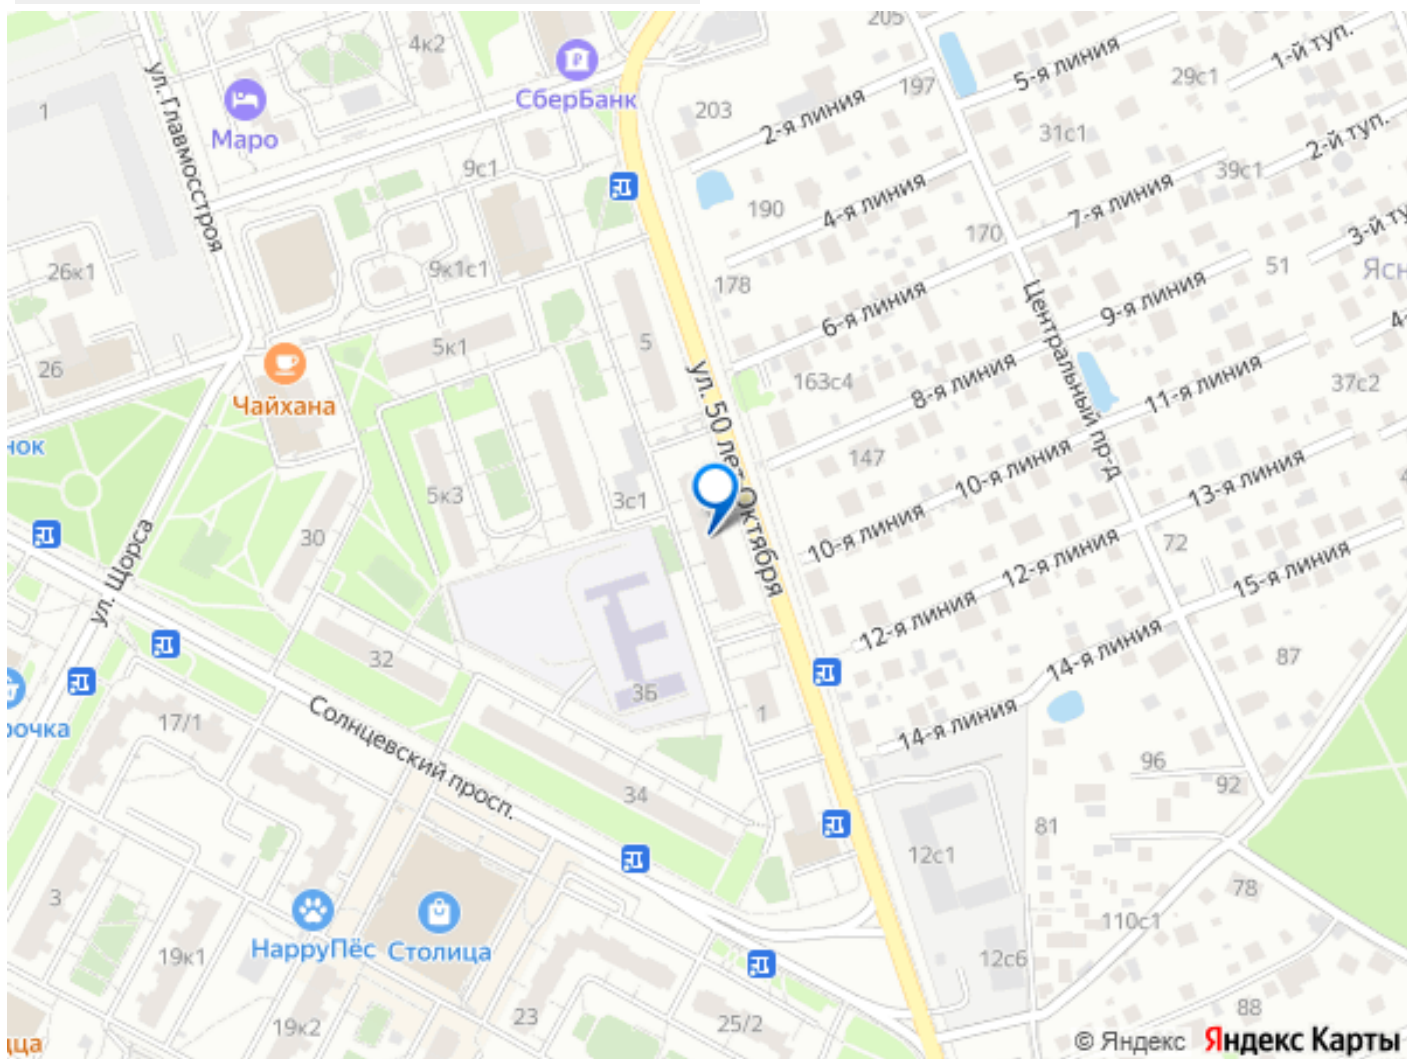 205
4к2
5-я линия
1-й туп.
29с1
СберБанк
197
1
ул. Главмосстроя
203
2-я линия
Маро
31с1
2-й туп.
9с1
39с1
7-я линия
190
4-я линия
170
3-й
26к1
9к1с1
178
51
Ясн
6-я линия
9-я линия
Центральный пр-д
5
5к1
26
ул. 50 лет Октября
163с4
8-я линия
11-я линия
37с2
Чайхана
147
10-я линия
13-я линия
5к3
3с1
10-я линия
30
72
12-я линия
15-я линия
ул. Щорса
12-я линия
14-я линия
32
87
3Б
17/1
Солнцевский просп.
1
14-я линия
96
92
34
81
12с1
78
3
110с1
HappyПёс
Столица
19к1
12с6
88
19к2
23
25/2
© Яндекс
Яндекс Карты